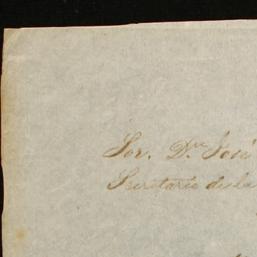 Sor. Dn. José
Secretario de la